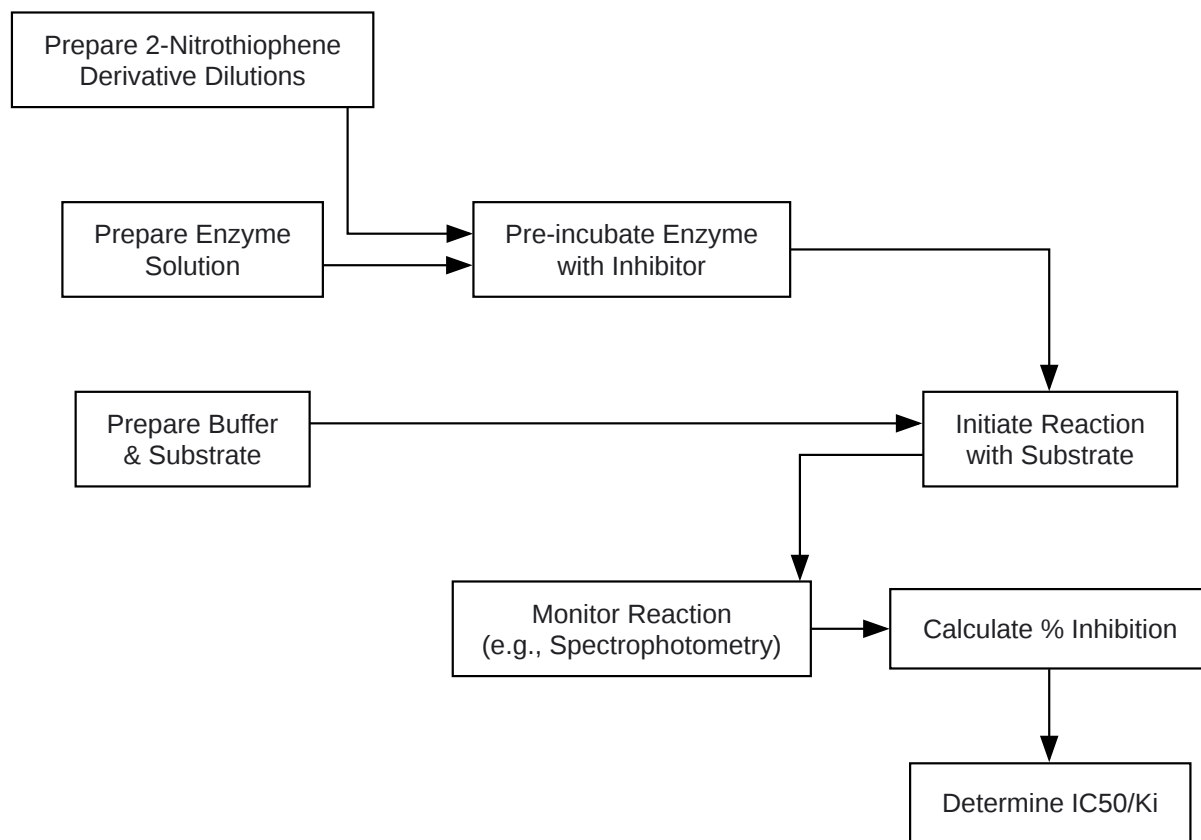 Prepare 2-Nitrothiophene
Derivative Dilutions
Prepare Enzyme
Solution
Pre-incubate Enzyme
with Inhibitor
Prepare Buffer
& Substrate
Initiate Reaction
with Substrate
Monitor Reaction
(e.g., Spectrophotometry)
Calculate % Inhibition
Determine IC50/Ki